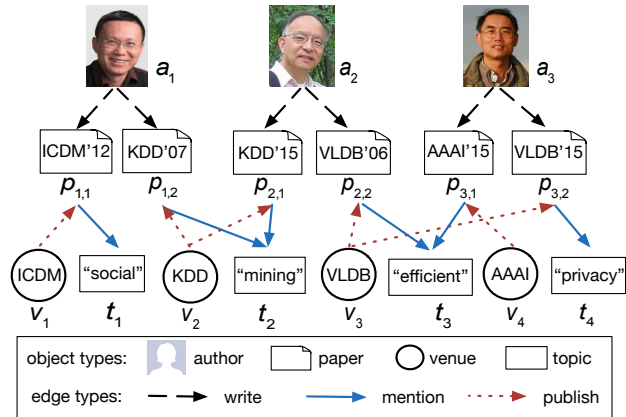 a1 a2 a3
ICDM'12 KDD'07 KDD'15 VLDB'06 AAAI'15 VLDB'15
p1,1 p1,2 p2,1 p2,2 p3,1 p3,2
ICDM "social" KDD "mining" VLDB "efficient" AAAI "privacy"
v1 t1 v2 t2 v3 t3 v4 t4
object types: author paper venue topic
edge types: write mention publish